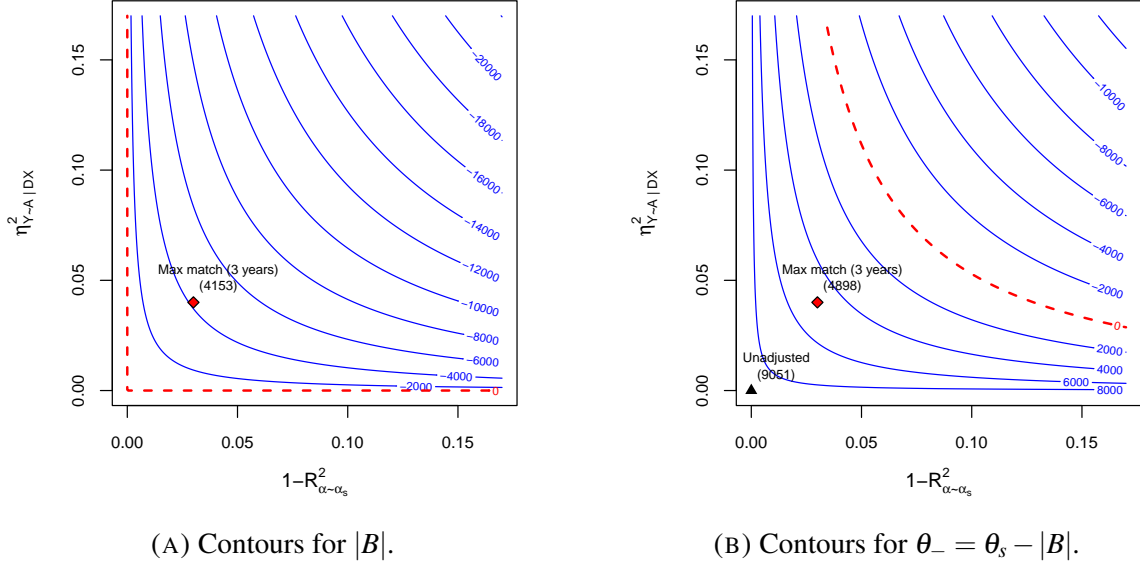 0.15
0.10
0.05
0.00
η²Y~A | DX
−20000
−18000
−16000
−14000
−12000
−10000
−8000
−6000
−4000
−2000
0
Max match (3 years)
(4153)
0.00 0.05 0.10 0.15
1−R²α~αs
(A) Contours for |B|.
0.15
0.10
0.05
0.00
η²Y~A | DX
−10000
−8000
−6000
−4000
−2000
0
2000
4000
6000
8000
Max match (3 years)
(4898)
Unadjusted
(9051)
0.00 0.05 0.10 0.15
1−R²α~αs
(B) Contours for θ− = θs − |B|.